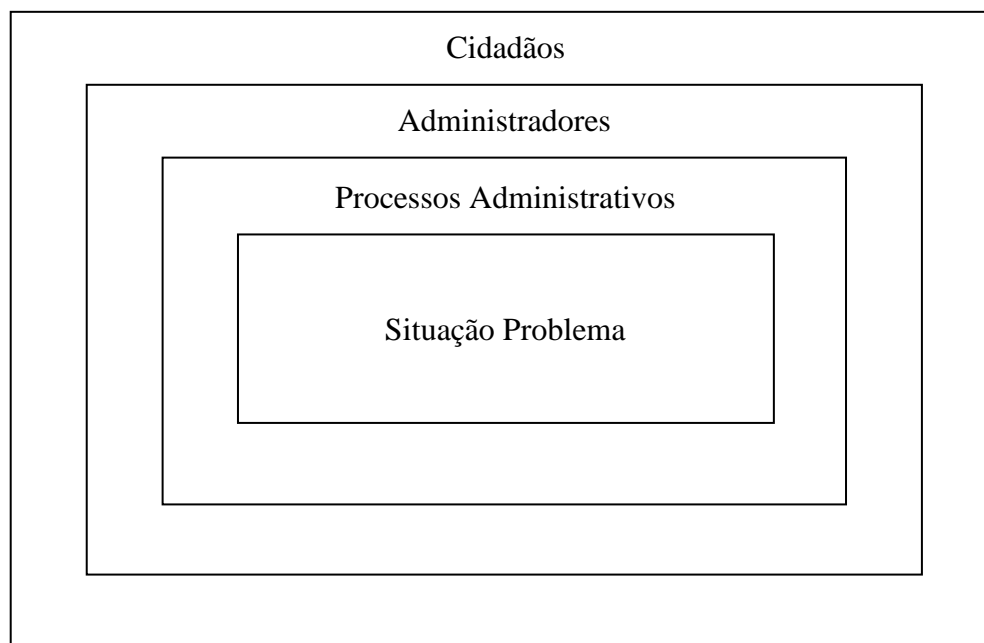 Cidadãos
Administradores
Processos Administrativos
Situação Problema